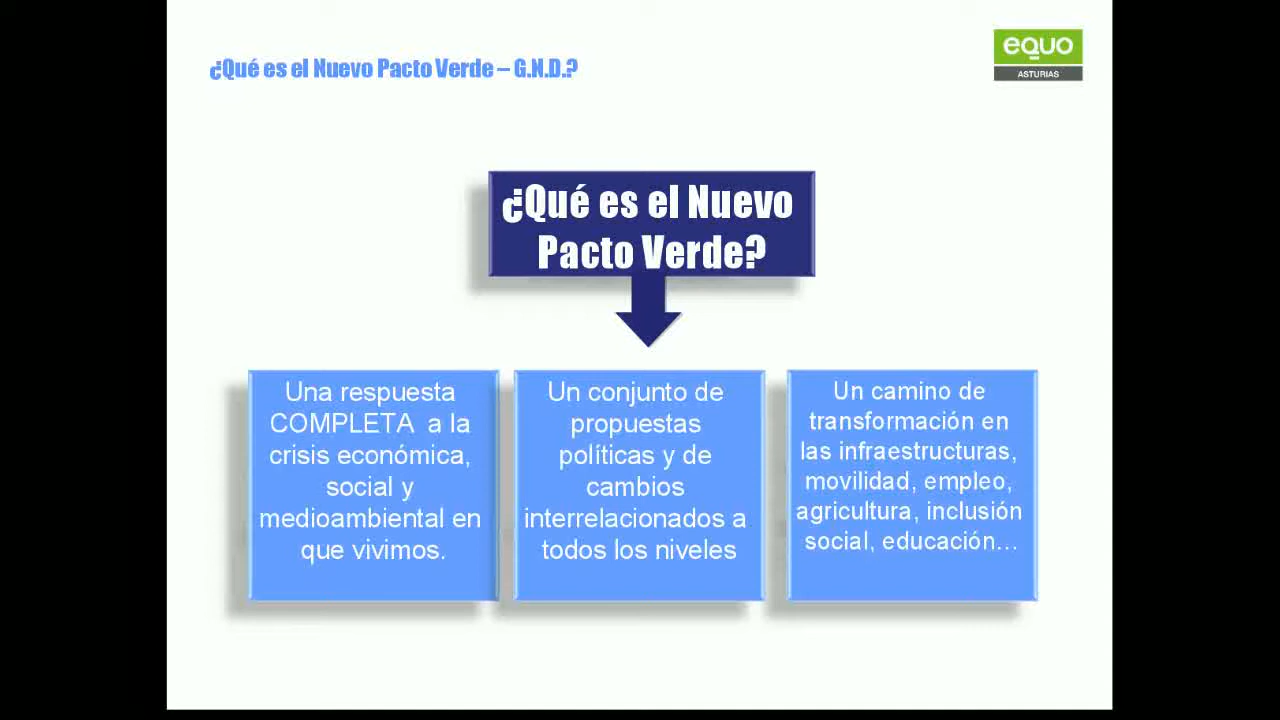 ¿Qué es el Nuevo Pacto Verde – G.N.D.?
equo
ASTURIAS
¿Qué es el Nuevo
Pacto Verde?
Una respuesta
COMPLETA a la
crisis económica,
social y
medioambiental en
que vivimos.
Un conjunto de
propuestas
políticas y de
cambios
interrelacionados a
todos los niveles
Un camino de
transformación en
las infraestructuras,
movilidad, empleo,
agricultura, inclusión
social, educación...